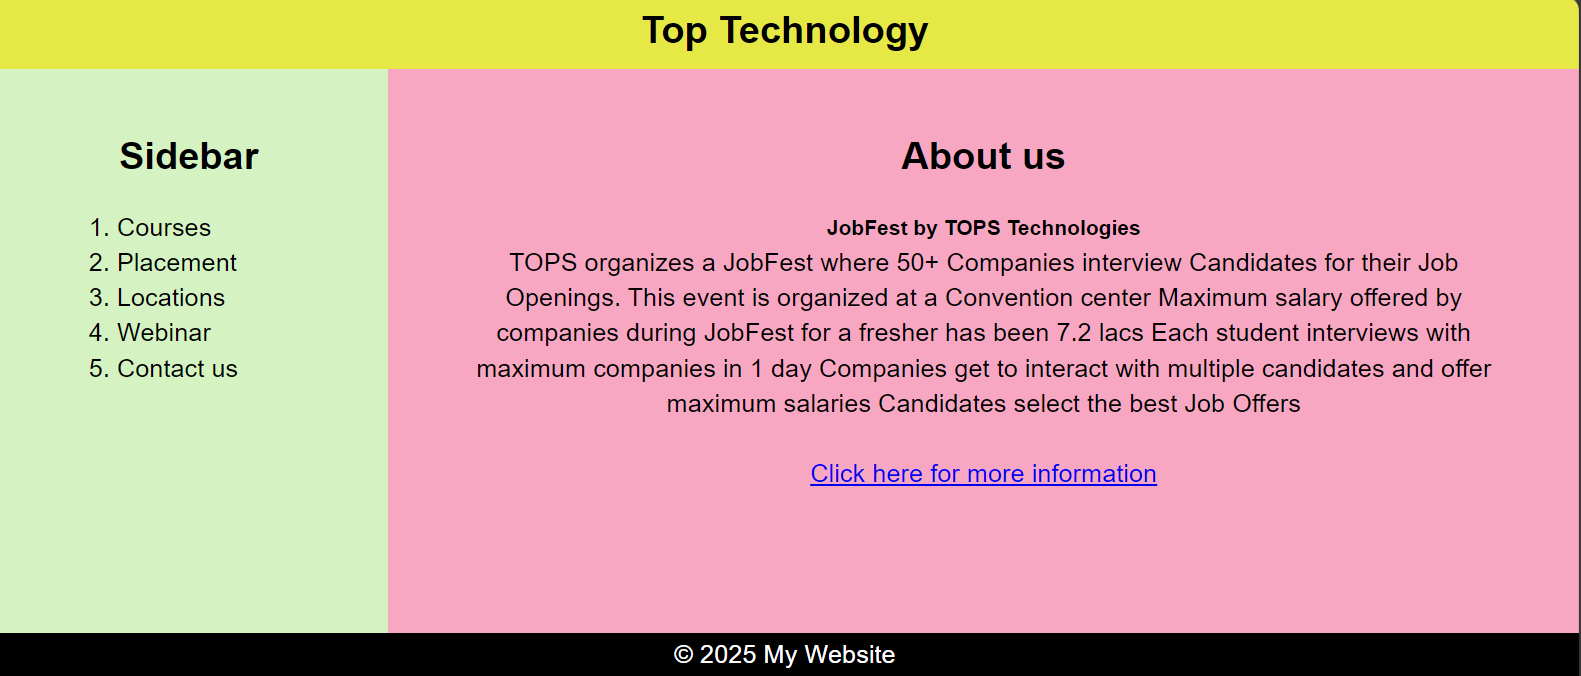 Top Technology
Sidebar
1. Courses
2. Placement
3. Locations
4. Webinar
5. Contact us
About us
JobFest by TOPS Technologies
TOPS organizes a JobFest where 50+ Companies interview Candidates for their Job
Openings. This event is organized at a Convention center Maximum salary offered by
companies during JobFest for a fresher has been 7.2 lacs Each student interviews with
maximum companies in 1 day Companies get to interact with multiple candidates and offer
maximum salaries Candidates select the best Job Offers
Click here for more information
© 2025 My Website